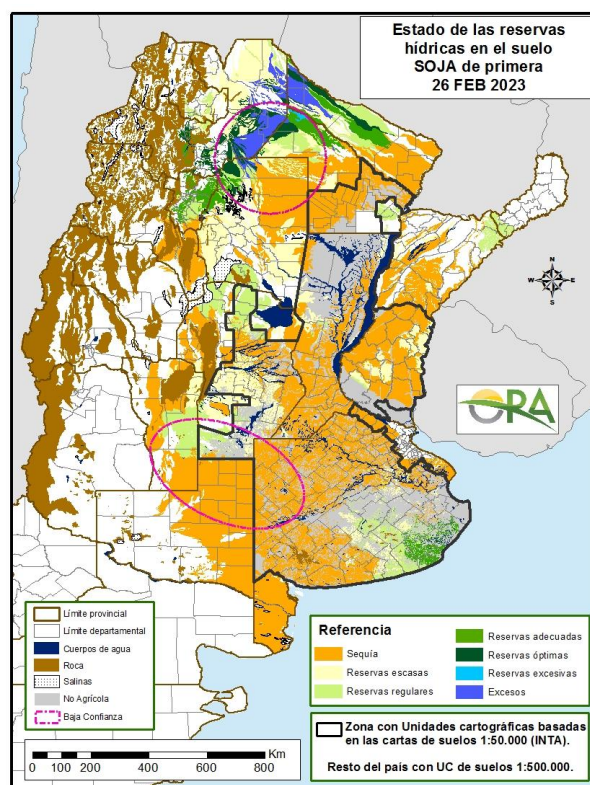 Estado de las reservas
hídricas en el suelo
SOJA de primera
26 FEB 2023
N
W
E
S
ORA
Límite provincial
Límite departamental
Cuerpos de agua
Roca
Salinas
No Agrícola
Baja Confianza
Referencia
Sequía
Reservas escasas
Reservas regulares
Reservas adecuadas
Reservas óptimas
Reservas excesivas
Excesos
Zona con Unidades cartográficas basadas
en las cartas de suelos 1:50.000 (INTA).
Resto del país con UC de suelos 1:500.000.
Km
0 100 200 400 600 800